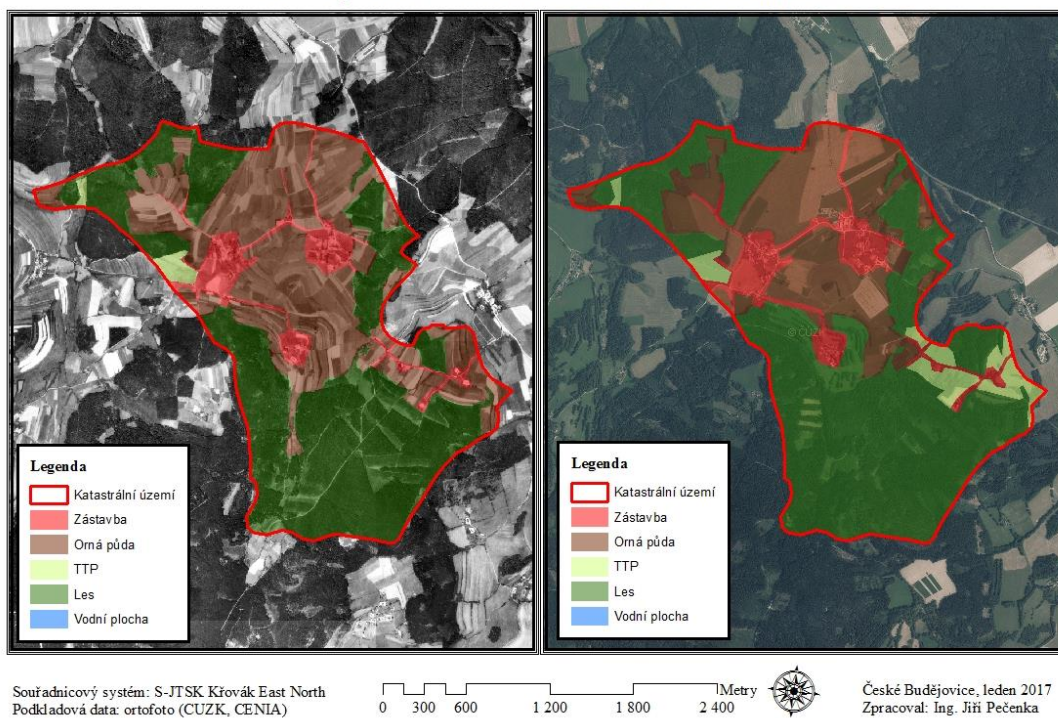 Legenda
Katastrální území
Zástavba
Orná půda
TTP
Les
Vodní plocha
© CUZK
Legenda
Katastrální území
Zástavba
Orná půda
TTP
Les
Vodní plocha
Souřadnicový systém: S-JTSK Křovák East North
Podkladová data: ortofoto (CUZK, CENIA)
Metry
0 300 600 1 200 1 800 2 400
České Budějovice, leden 2017
Zpracoval: Ing. Jiří Pečenka